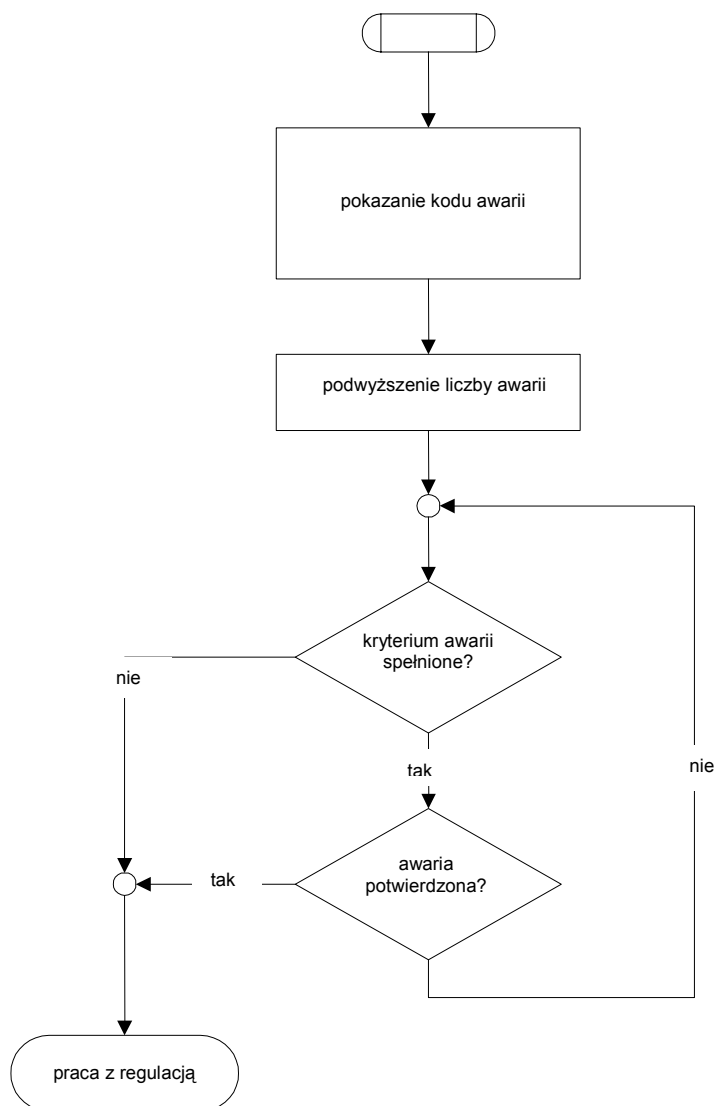 pokazanie kodu awarii
podwyższenie liczby awarii
kryterium awarii
spełnione?
nie
tak
nie
awaria
potwierdzona?
tak
praca z regulacją